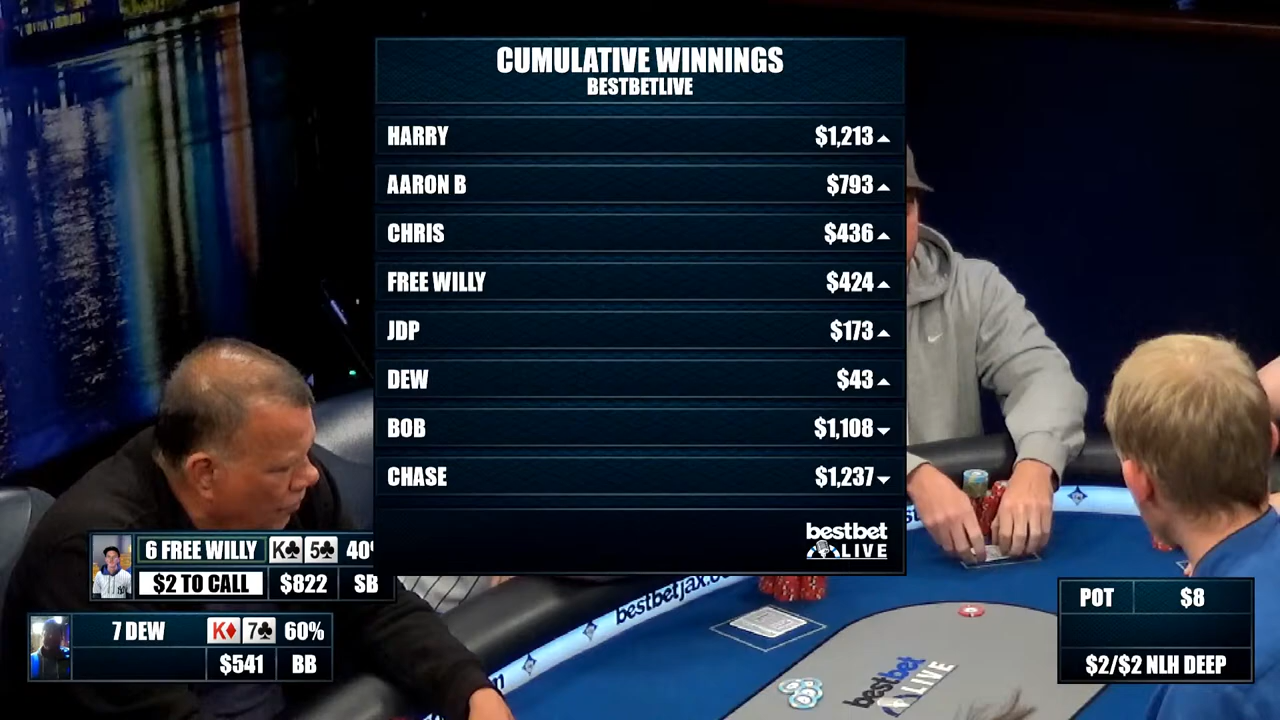 CUMULATIVE WINNINGS
BESTBETLIVE
HARRY $1,213
AARON B $793
CHRIS $436
FREE WILLY $424
JDP $173
DEW $43
BOB $1,108
CHASE $1,237
bestbet
LIVE
6 FREE WILLY K♣ 5♣
$2 TO CALL $822 SB
7 DEW K♦ 7♣ 60%
$541 BB
POT $8
$2/$2 NLH DEEP
bestbetjax.
bestbet
LIVE